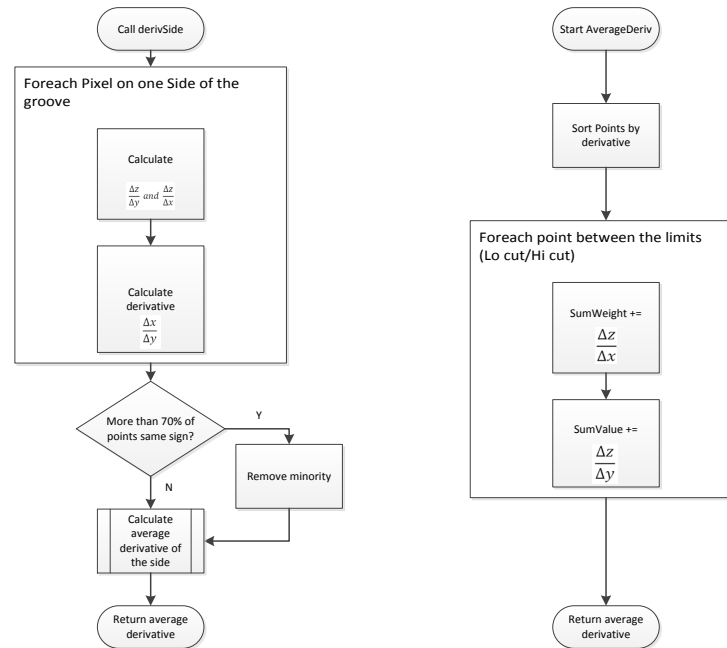 Call derivSide
Foreach Pixel on one Side of the
groove
Calculate
Δz/Δy and Δz/Δx
Calculate
derivative
Δx/Δy
More than 70% of
points same sign?
Y
Remove minority
N
Calculate
average
derivative of
the side
Return average
derivative
Start AverageDeriv
Sort Points by
derivative
Foreach point between the limits
(Lo cut/Hi cut)
SumWeight +=
Δz/Δx
SumValue +=
Δz/Δy
Return average
derivative